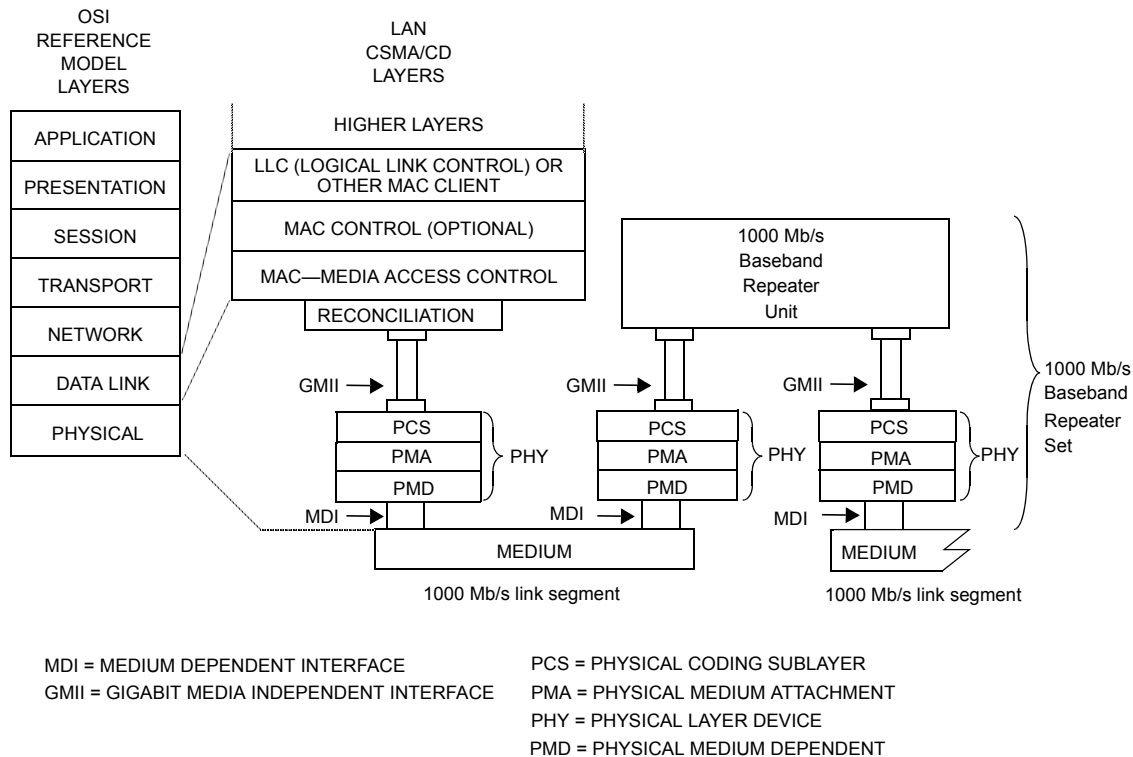 OSI
REFERENCE
MODEL
LAYERS
APPLICATION
PRESENTATION
SESSION
TRANSPORT
NETWORK
DATA LINK
PHYSICAL
LAN
CSMA/CD
LAYERS
HIGHER LAYERS
LLC (LOGICAL LINK CONTROL) OR
OTHER MAC CLIENT
MAC CONTROL (OPTIONAL)
MAC—MEDIA ACCESS CONTROL
RECONCILIATION
GMII
PCS
PMA
PMD
PHY
MDI
MEDIUM
1000 Mb/s link segment
1000 Mb/s
Baseband
Repeater
Unit
GMII
PCS
PMA
PMD
PHY
MDI
GMII
PCS
PMA
PMD
PHY
MDI
MEDIUM
1000 Mb/s link segment
1000 Mb/s
Baseband
Repeater
Set
MDI = MEDIUM DEPENDENT INTERFACE
GMII = GIGABIT MEDIA INDEPENDENT INTERFACE
PCS = PHYSICAL CODING SUBLAYER
PMA = PHYSICAL MEDIUM ATTACHMENT
PHY = PHYSICAL LAYER DEVICE
PMD = PHYSICAL MEDIUM DEPENDENT